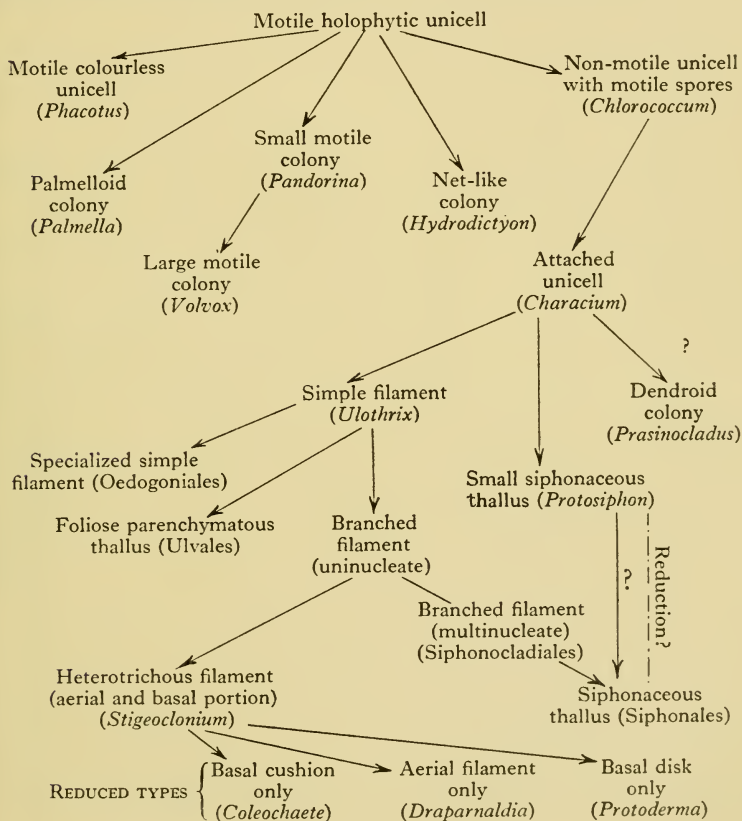 Motile holophytic unicell
Motile colourless
unicell
(Phacotus)
Non-motile unicell
with motile spores
(Chlorococcum)
Small motile
colony
(Pandorina)
Palmelloid
colony
(Palmella)
Net-like
colony
(Hydrodictyon)
Large motile
colony
(Volvox)
Attached
unicell
(Characium)
?
Simple filament
(Ulothrix)
Dendroid
colony
(Prasinocladus)
Specialized simple
filament (Oedogoniales)
Small siphonaceous
thallus (Protosiphon)
Foliose parenchymatous
thallus (Ulvales)
Branched
filament
(uninucleate)
?
Reduction?
Branched filament
(multinucleate)
(Siphonocladiales)
Heterotrichous filament
(aerial and basal portion)
(Stigeoclonium)
Siphonaceous
thallus (Siphonales)
REDUCED TYPES
Basal cushion
only
(Coleochaete)
Aerial filament
only
(Draparnaldia)
Basal disk
only
(Protoderma)